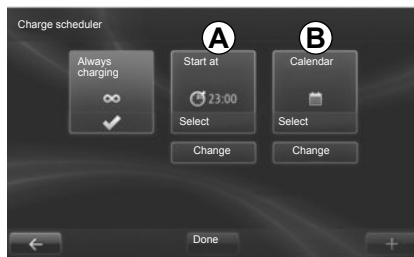 Charge scheduler
A
B
Always
charging
Start at
23:00
Select
Calendar
Select
Change
Change
Done